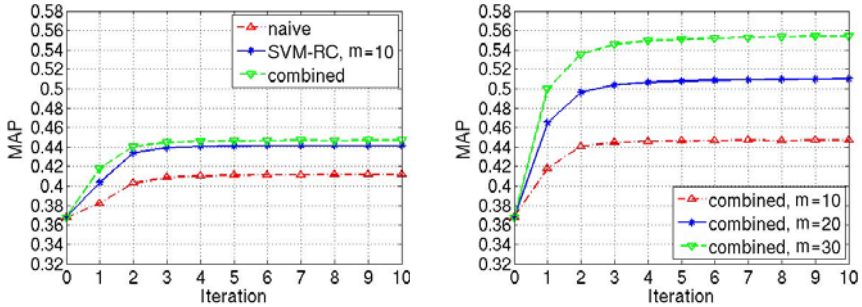 0.58
0.56
0.54
0.52
0.5
0.48
0.46
0.44
0.42
0.4
0.38
0.36
0.34
0.32
MAP
naive
SVM-RC, m=10
combined
0 1 2 3 4 5 6 7 8 9 10
Iteration
0.58
0.56
0.54
0.52
0.5
0.48
0.46
0.44
0.42
0.4
0.38
0.36
0.34
0.32
MAP
combined, m=10
combined, m=20
combined, m=30
0 1 2 3 4 5 6 7 8 9 10
Iteration